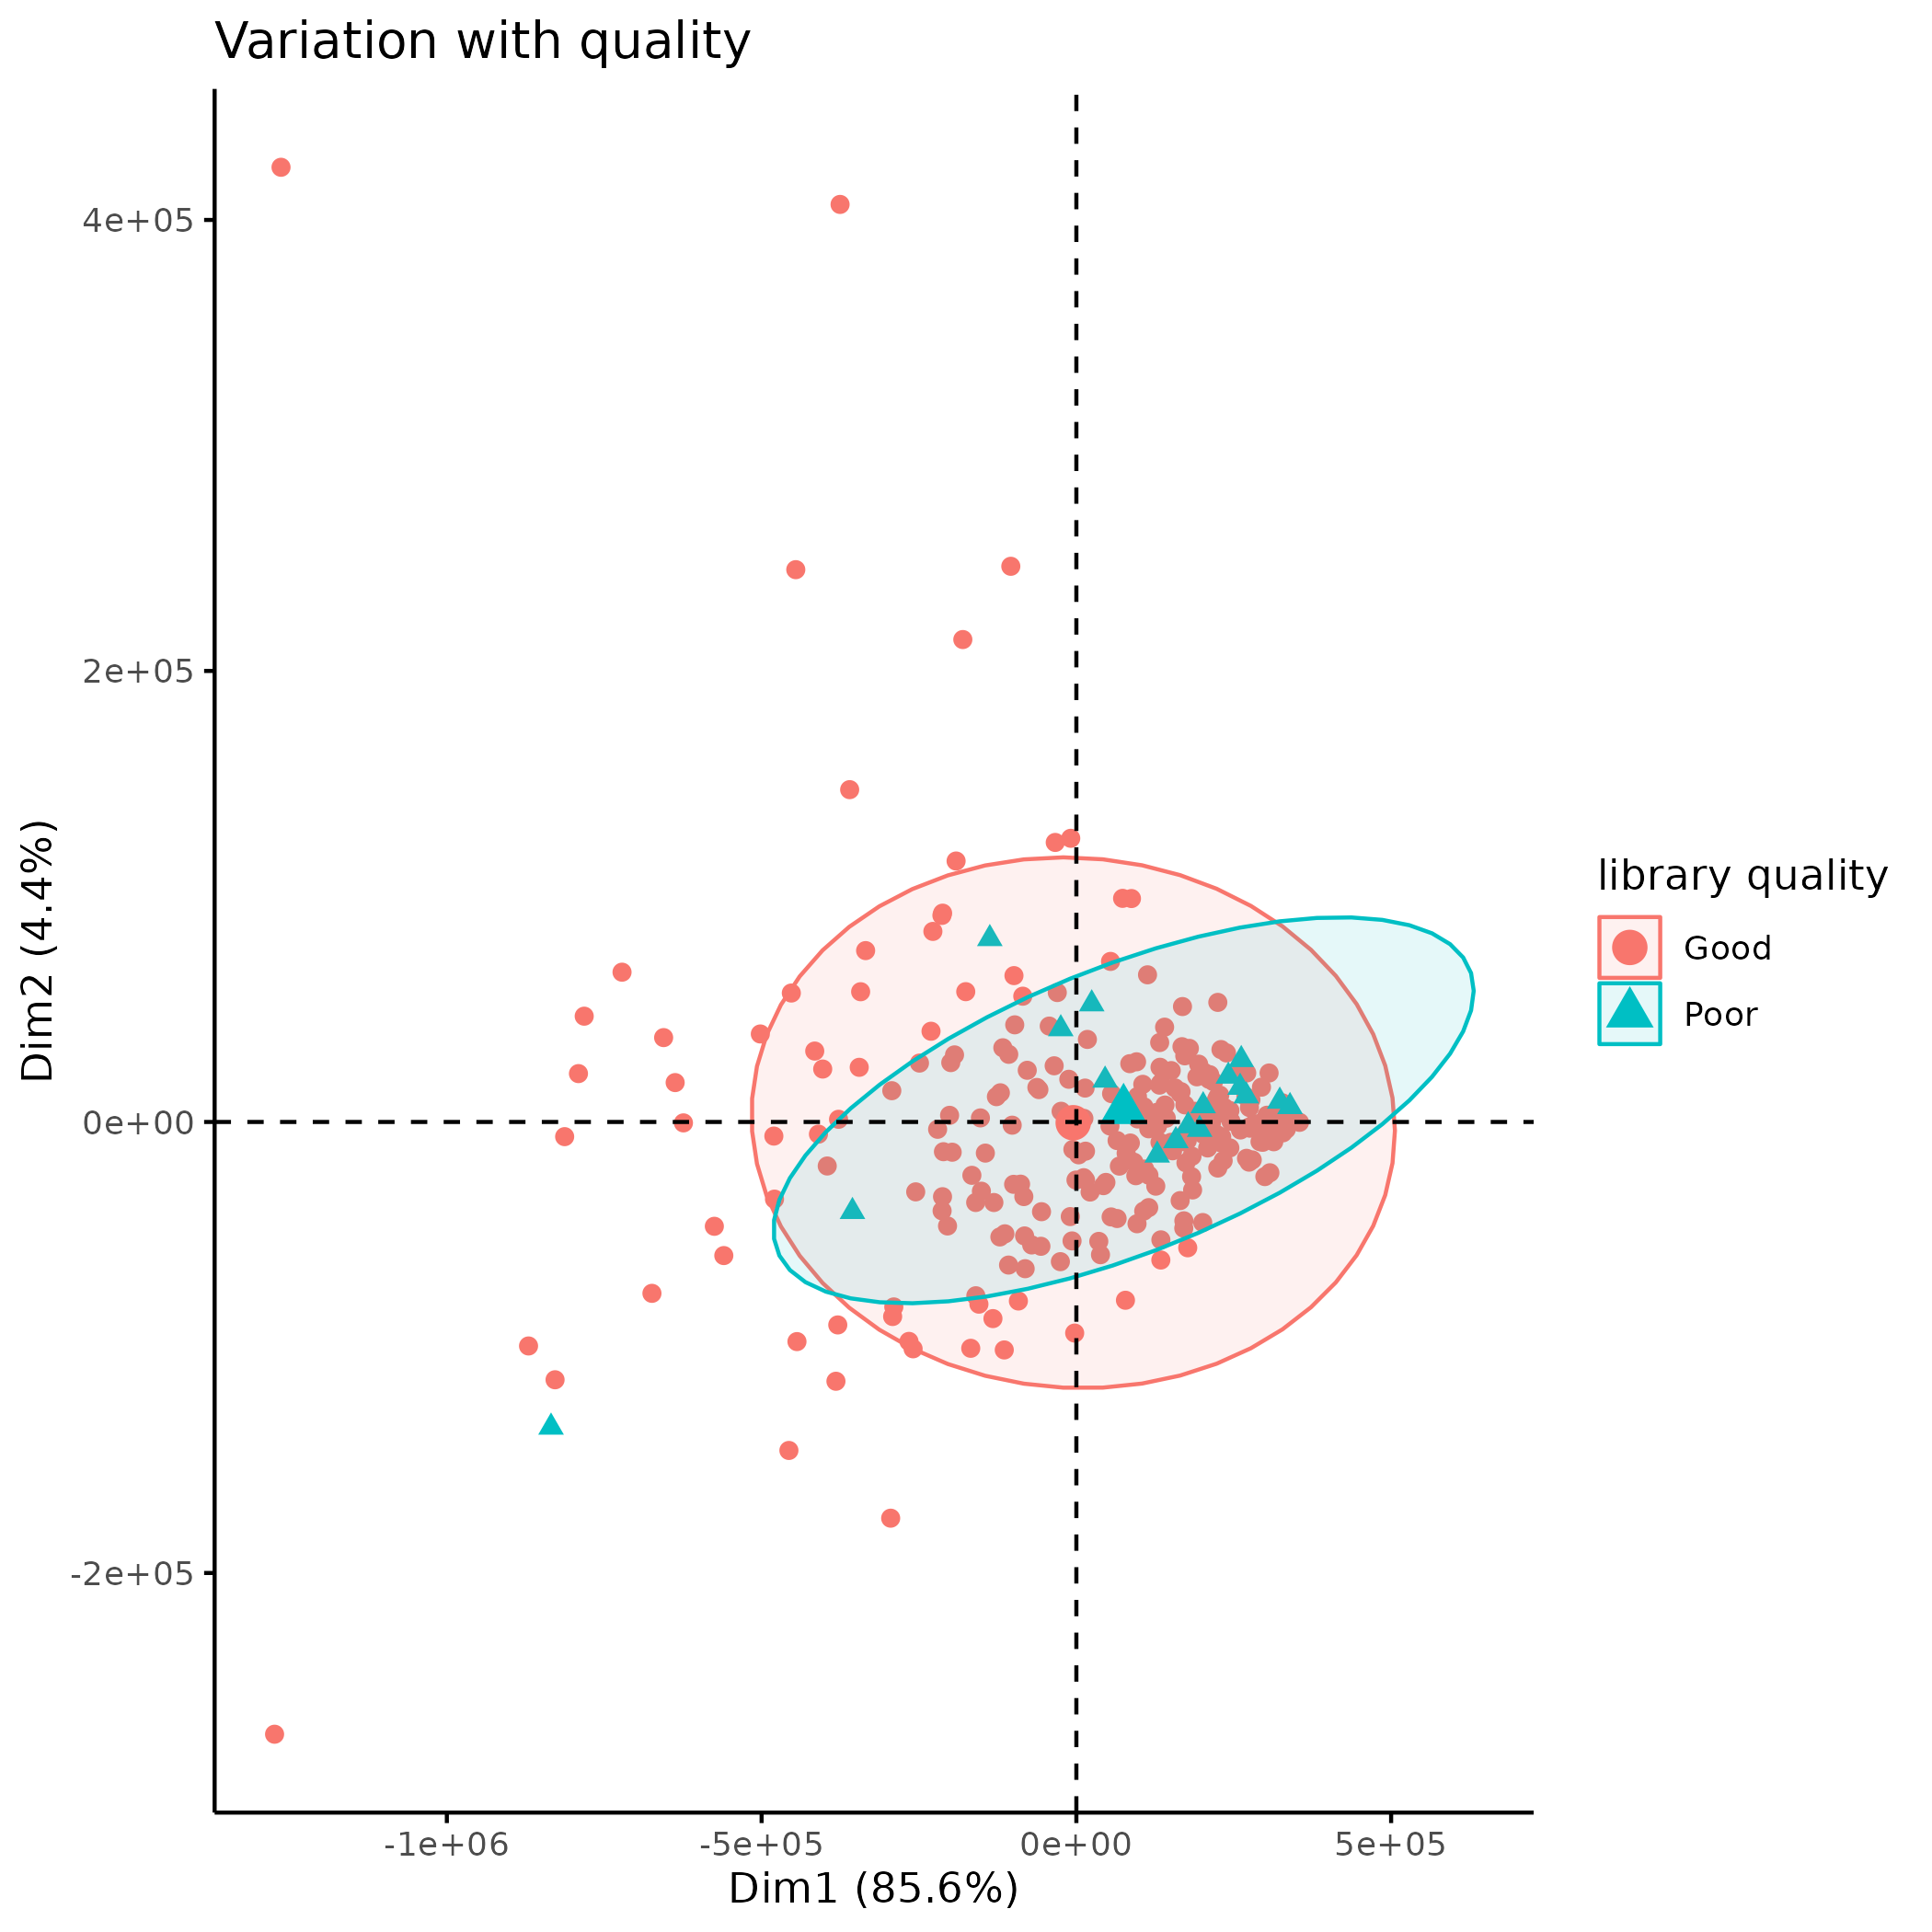 Variation with quality
4e+05
2e+05
0e+00
-2e+05
Dim2 (4.4%)
-1e+06
-5e+05
0e+00
5e+05
Dim1 (85.6%)
library quality
Good
Poor